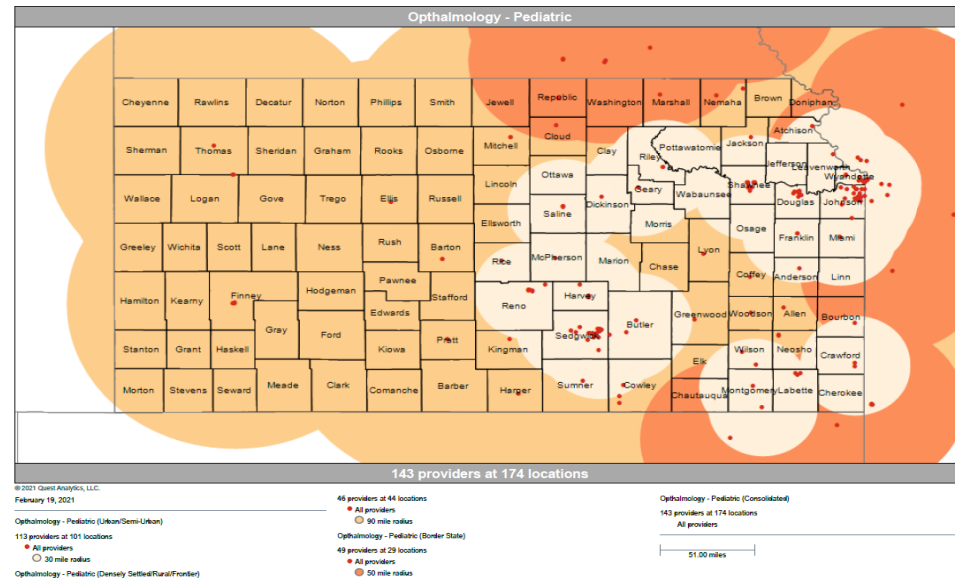 Opthalmology - Pediatric
Cheyenne Rawlins Decatur Norton Phillips Smith Jewell Republic Washington Marshall Nemaha Brown Doniphan
Atchison
Sherman Thomas Sheridan Graham Rooks Osborne Mitchell Cloud Clay Riley Pottawatomie Jackson Jefferson Leavenworth
Wyandotte
Wallace Logan Gove Trego Ellis Russell Lincoln Ottawa Dickinson Geary Wabaunsee Shawnee Douglas Johnson
Ellsworth Saline Morris Osage Franklin Miami
Greeley Wichita Scott Lane Ness Rush Barton Rice McPherson Marion Chase Lyon Coffey Anderson Linn
Hamilton Kearny Finney Hodgeman Pawnee Stafford Reno Harvey
Edwards
Gray Ford Butler Greenwood Woodson Allen Bourbon
Stanton Grant Haskell Kiowa Pratt Kingman Sedgwick Elk Wilson Neosho Crawford
Morton Stevens Seward Meade Clark Comanche Barber Harper Sumner Cowley Chautauqua Montgomery Labette Cherokee
143 providers at 174 locations
© 2021 Quest Analytics, LLC.
February 19, 2021
Opthalmology - Pediatric (Urban/Semi-Urban)
113 providers at 101 locations
All providers
30 mile radius
Opthalmology - Pediatric (Densely Settled/Rural/Frontier)
46 providers at 44 locations
All providers
90 mile radius
Opthalmology - Pediatric (Border State)
49 providers at 29 locations
All providers
50 mile radius
Opthalmology - Pediatric (Consolidated)
143 providers at 174 locations
All providers
51.00 miles